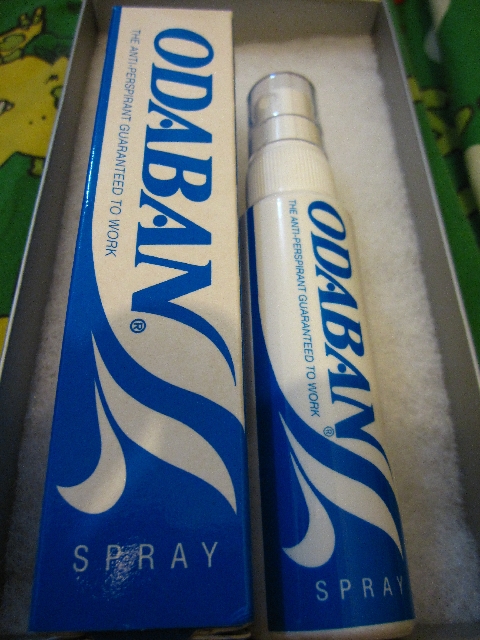 ODABAN®
THE ANTI-PERSPIRANT GUARANTEED TO WORK
SPRAY
ODABAN®
THE ANTI-PERSPIRANT GUARANTEED TO WORK
SPRAY